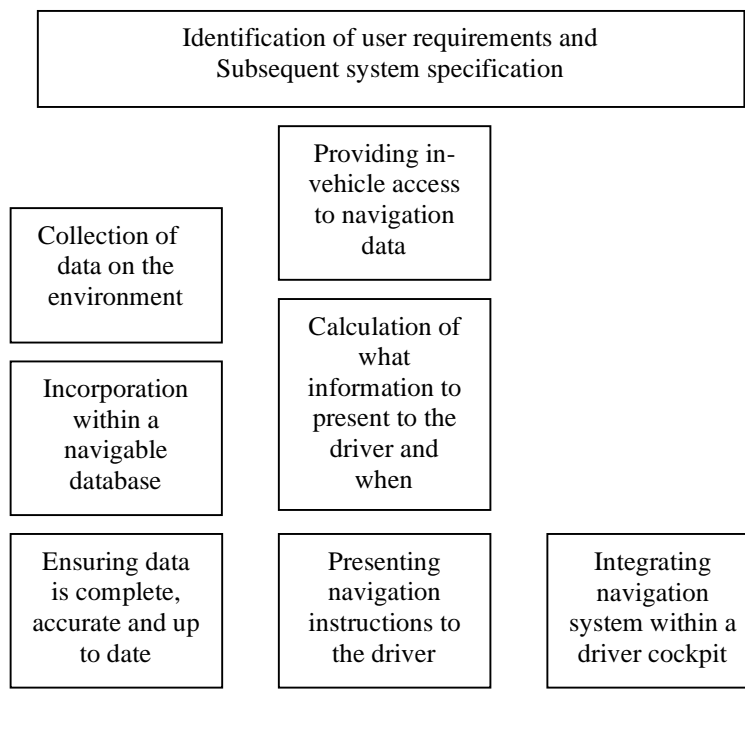 Identification of user requirements and
Subsequent system specification
Providing in-
vehicle access
to navigation
data
Collection of
data on the
environment
Calculation of
what
information to
present to the
driver and
when
Incorporation
within a
navigable
database
Ensuring data
is complete,
accurate and up
to date
Presenting
navigation
instructions to
the driver
Integrating
navigation
system within a
driver cockpit